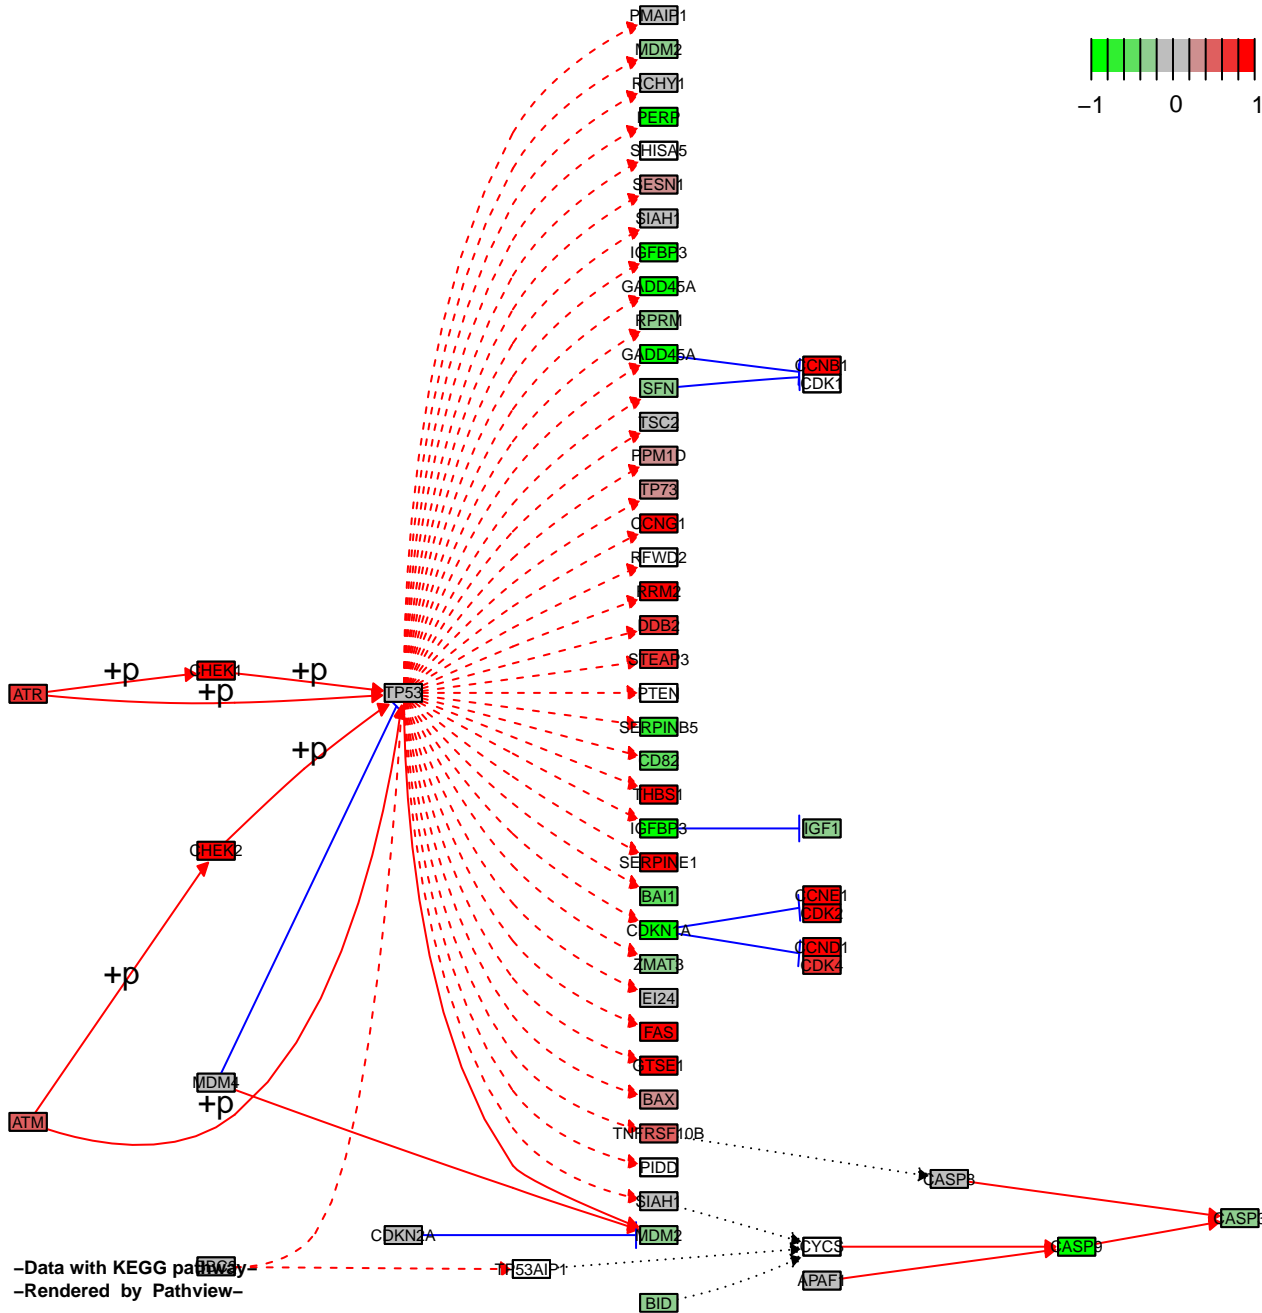 PMAIP1
MDM2
RCHY1
PERP
SHISA5
SESN1
SIAH1
IGFBP3
GADD45A
RPRM
GADD45A
SFN
TSC2
PPM1D
TP73
CCNG1
RFWD2
RRM2
DDB2
STEAP3
PTEN
SERPINB5
CD82
THBS1
IGFBP3
SERPINE1
BAI1
CDKN1A
ZMAT3
EI24
FAS
GTSE1
BAX
TNFRSF10B
PIDD
SIAH1
MDM2
BID
−1 0 1
CCNB1
CDK1
IGF1
CCNE1
CDK2
CCND1
CDK4
ATR
+p
CHEK1
+p
+p
TP53
+p
CHEK2
+p
MDM4
+p
ATM
CDKN2A
TP53AIP1
CASP8
CYCS
APAF1
CASP9
CASP3
−Data with KEGG pathway−
−Rendered by Pathview−